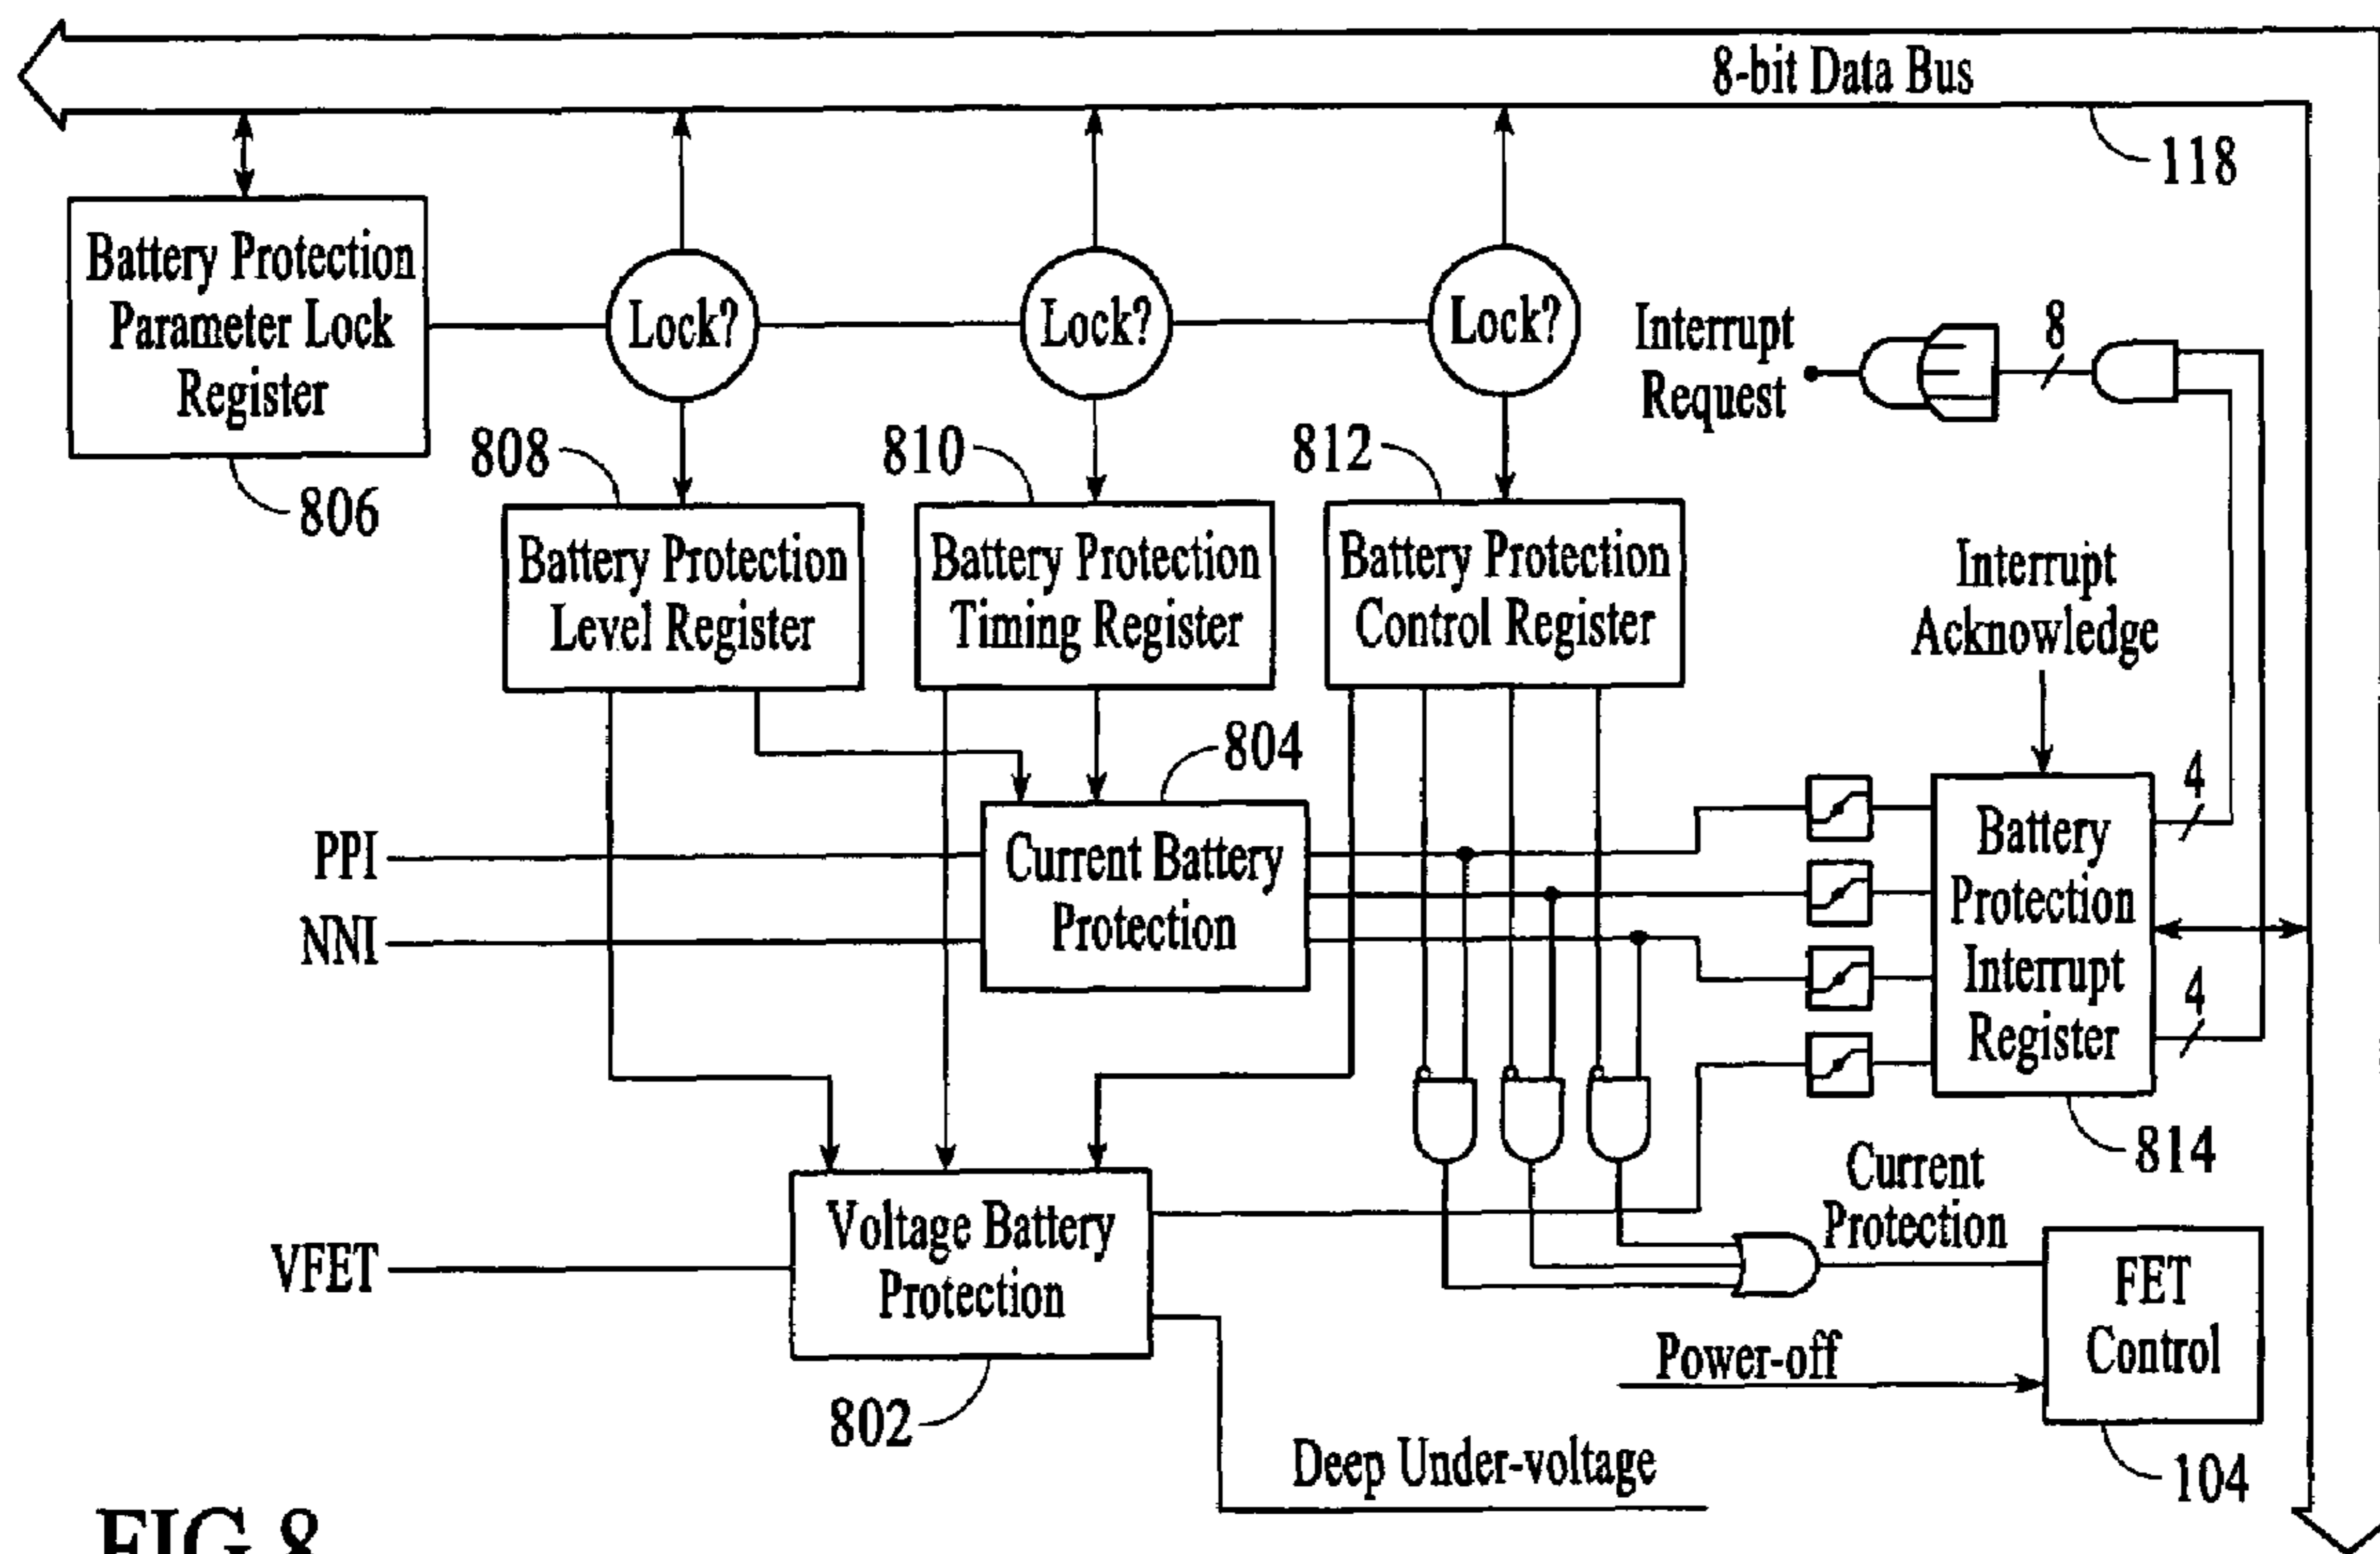 8-bit Data Bus
118
Battery Protection
Parameter Lock
Register
806
Lock?
Lock?
Lock?
Interrupt
Request
8
808
810
812
Battery Protection
Level Register
Battery Protection
Timing Register
Battery Protection
Control Register
Interrupt
Acknowledge
804
PPI
NNI
Current Battery
Protection
4
Battery
Protection
Interrupt
Register
4
814
VFET
Voltage Battery
Protection
802
Current
Protection
FET
Control
Power-off
104
Deep Under-voltage
FIG 8